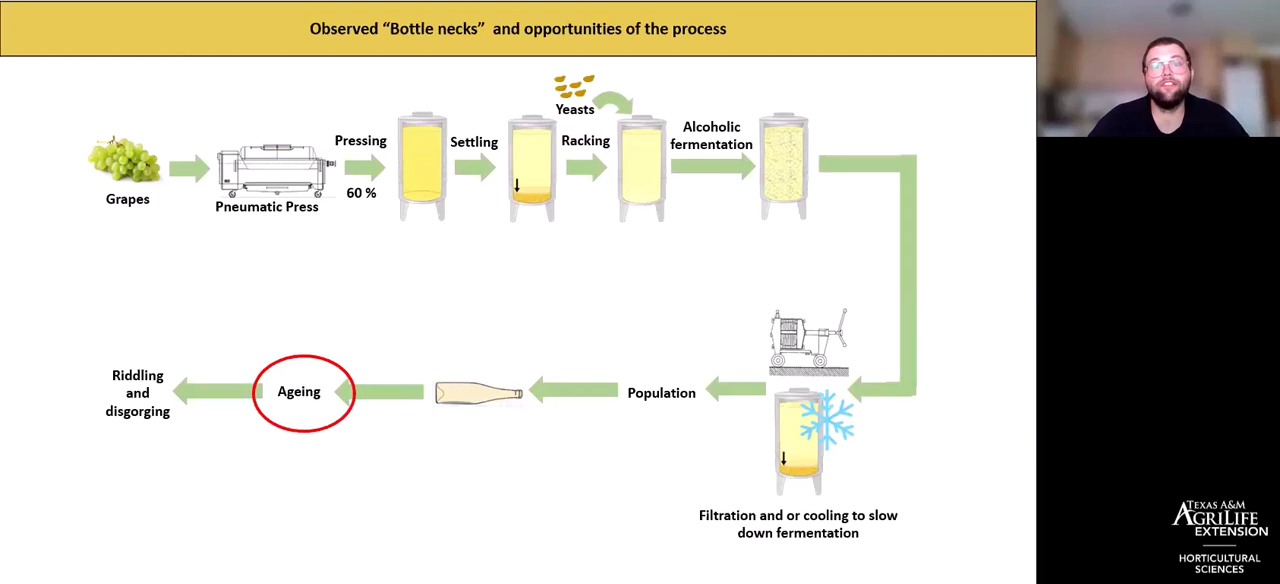 Observed “Bottle necks”  and opportunities of the process
Grapes
Pneumatic Press
Pressing
60 %
Settling
Yeasts
Racking
Alcoholic
fermentation
Filtration and or cooling to slow
down fermentation
Population
Ageing
Riddling
and
disgorging
TEXAS A&M
AGRILIFE
EXTENSION
HORTICULTURAL
SCIENCES